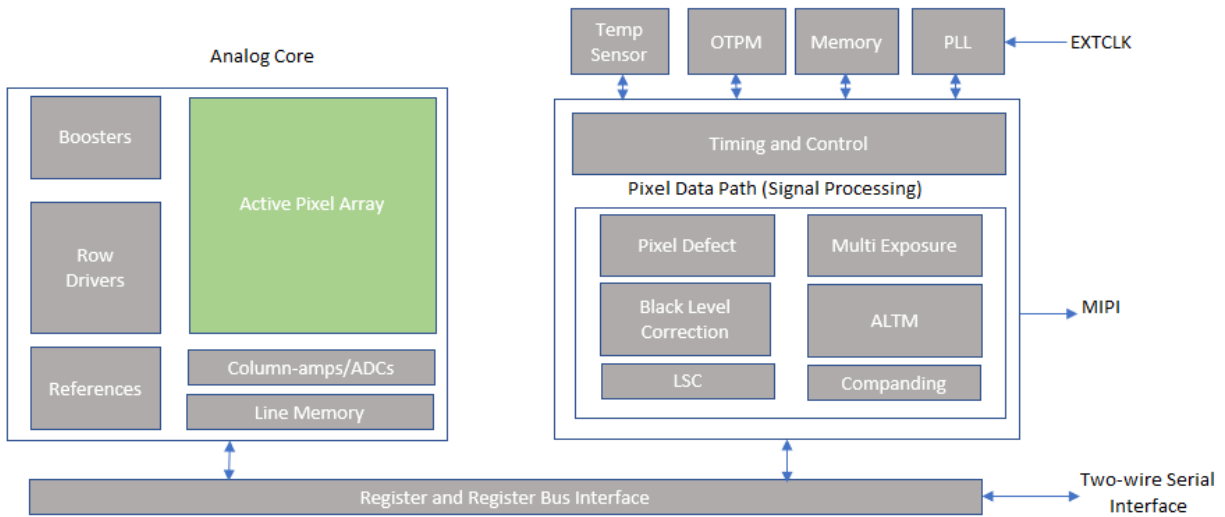 Analog Core
Boosters
Row
Drivers
References
Active Pixel Array
Column-amps/ADCs
Line Memory
Temp
Sensor
OTPM
Memory
PLL
EXTCLK
Timing and Control
Pixel Data Path (Signal Processing)
Pixel Defect
Multi Exposure
Black Level
Correction
ALTM
LSC
Companding
MIPI
Register and Register Bus Interface
Two-wire Serial
Interface